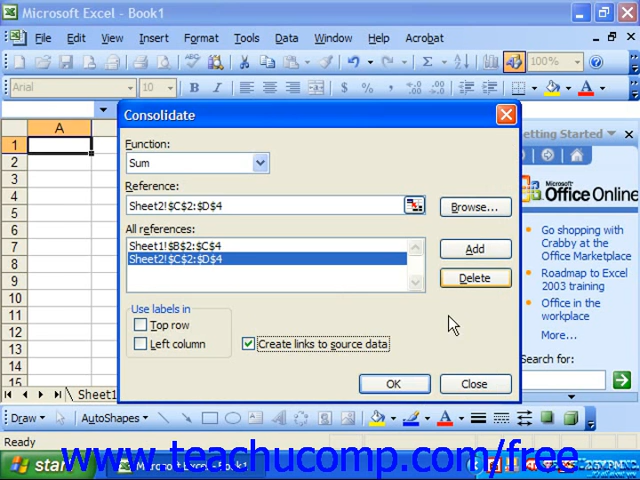 Microsoft Excel - Book1
File Edit View Insert Format Tools Data Window Help Acrobat
Σ 100%
Arial 10 B I $ % , A
Consolidate
Function:
Sum
Reference:
Sheet2!$C$2:$D$4
Browse...
All references:
Sheet1!$B$2:$C$4
Sheet2!$C$2:$D$4
Add
Delete
Use labels in
Top row
Left column
Create links to source data
OK
Close
A
1
2
3
4
5
6
7
8
9
10
11
12
13
14
15
etting Started
Microsoft
Office Online
Go shopping with
Crabby at the
Office Marketplace
Roadmap to Excel
2003 training
Office in the
workplace
More...
Search for:
Sheet1
Draw AutoShapes A
Ready
start
Microsoft Excel - Book1
www.teachucomp.com/free